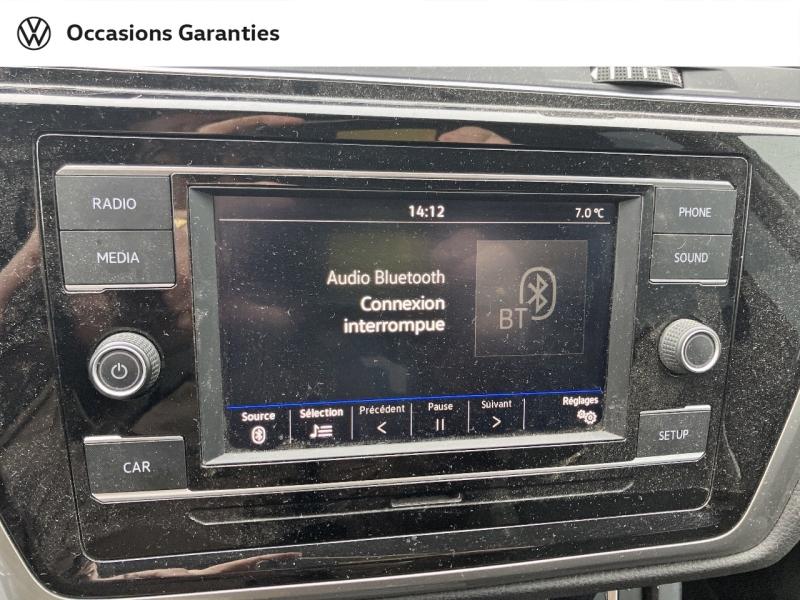 Occasions Garanties
RADIO
MEDIA
CAR
14:12
7.0 °C
Audio Bluetooth
Connexion
interrompue
BT
Source
Sélection
Précédent
Pause
Suivant
Réglages
PHONE
SOUND
SETUP